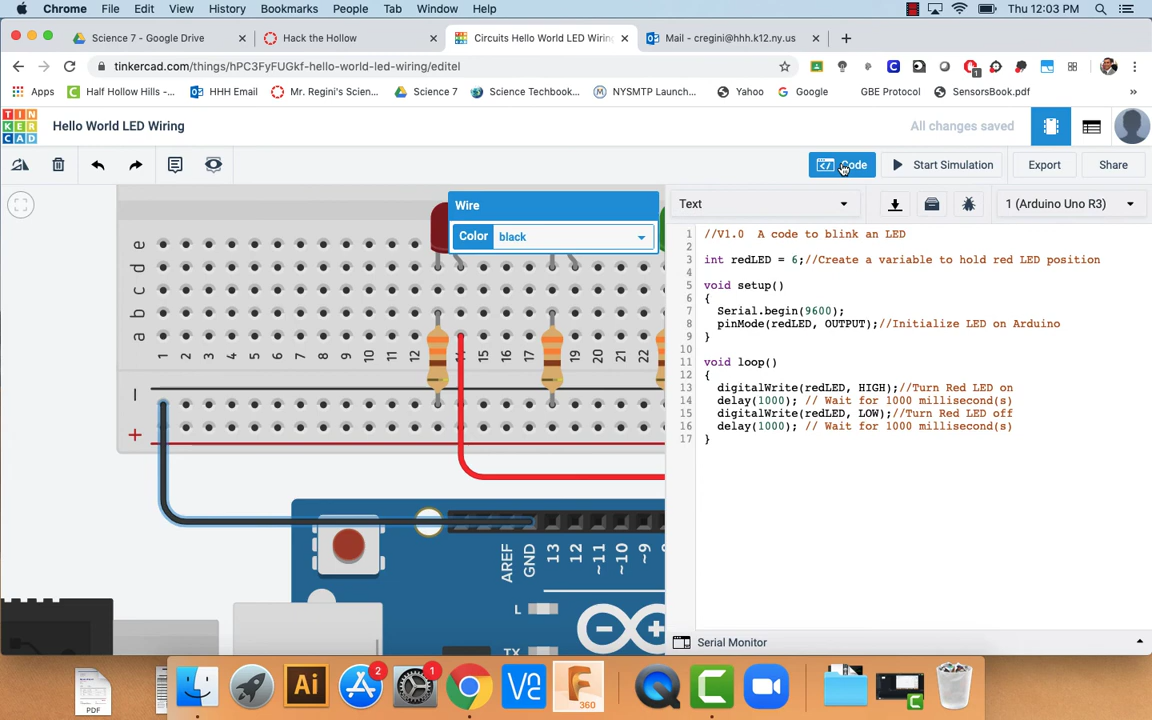 Chrome File Edit View History Bookmarks People Tab Window Help Thu 12:03 PM
Science 7 - Google Drive Hack the Hollow Circuits Hello World LED Wiring Mail - cregini@hhh.k12.ny.us
tinkercad.com/things/hPC3FyFUGkf-hello-world-led-wiring/editel
Apps Half Hollow Hills -... HHH Email Mr. Regini's Scien... Science 7 Science Techbook... NYSMTP Launch... Yahoo Google GBE Protocol SensorsBook.pdf »
TIN
KER
CAD
Hello World LED Wiring All changes saved
Code Start Simulation Export Share
Wire
Color black
Text 1 (Arduino Uno R3)
1 //V1.0 A code to blink an LED
2
3 int redLED = 6;//Create a variable to hold red LED position
4
5 void setup()
6 {
7 Serial.begin(9600);
8 pinMode(redLED, OUTPUT);//Initialize LED on Arduino
9 }
10
11 void loop()
12 {
13 digitalWrite(redLED, HIGH);//Turn Red LED on
14 delay(1000); // Wait for 1000 millisecond(s)
15 digitalWrite(redLED, LOW);//Turn Red LED off
16 delay(1000); // Wait for 1000 millisecond(s)
17 }
e
d
c
b
a
1 2 3 4 5 6 7 8 9 10 11 12 15 16 17 19 20 21 22
−
+
AREF GND 13 12 ~11 ~10 ~9
L
TX
Serial Monitor
PDF
Ai 2 1 360